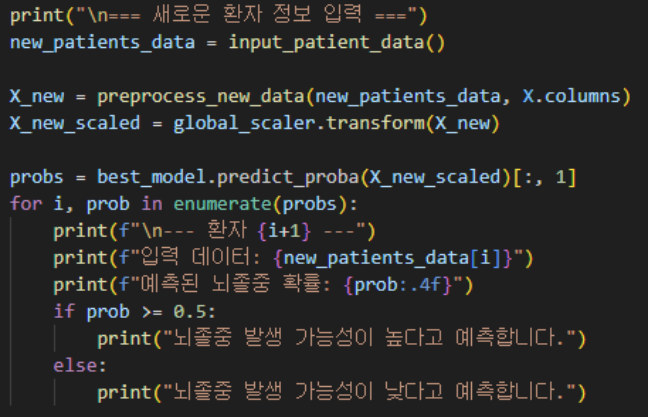 print("\n=== 새로운 환자 정보 입력 ===")
new_patients_data = input_patient_data()

X_new = preprocess_new_data(new_patients_data, X.columns)
X_new_scaled = global_scaler.transform(X_new)

probs = best_model.predict_proba(X_new_scaled)[:, 1]
for i, prob in enumerate(probs):
    print(f"\n--- 환자 {i+1} ---")
    print(f"입력 데이터: {new_patients_data[i]}")
    print(f"예측된 뇌졸중 확률: {prob:.4f}")
    if prob >= 0.5:
        print("뇌졸중 발생 가능성이 높다고 예측합니다.")
    else:
        print("뇌졸중 발생 가능성이 낮다고 예측합니다.")